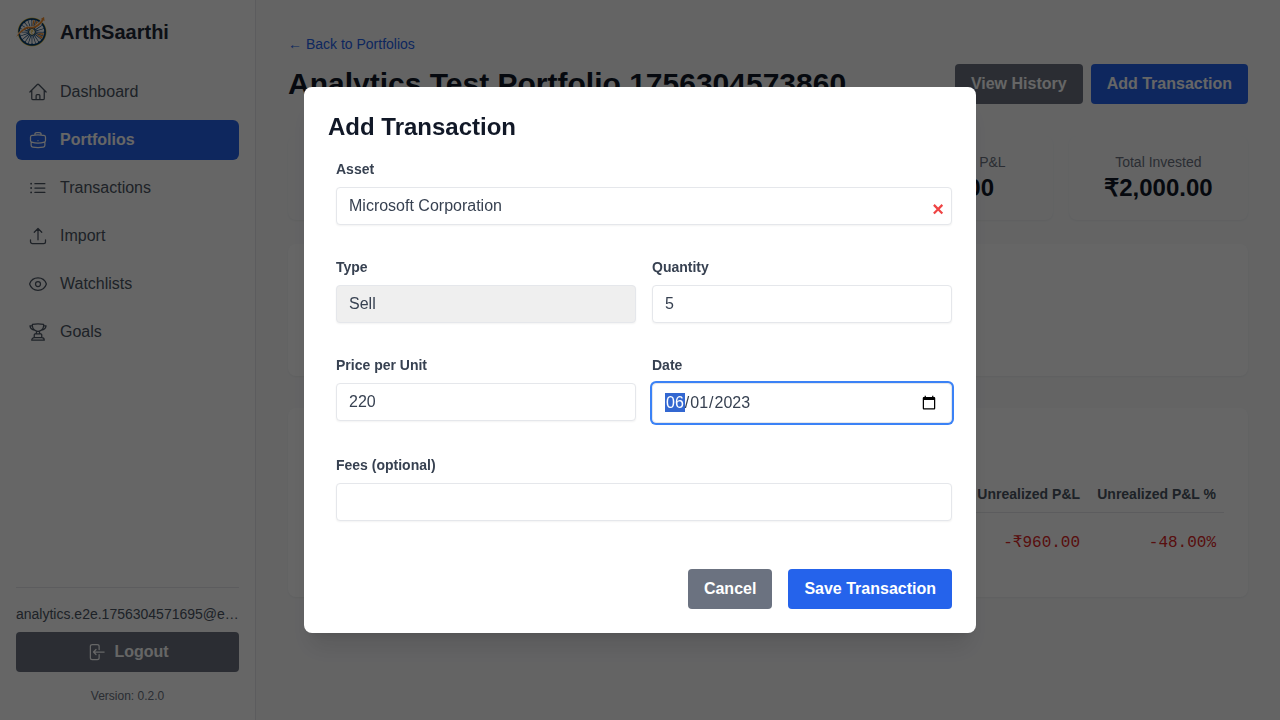 ArthSaarthi
Dashboard
Portfolios
Transactions
Import
Watchlists
Goals
analytics.e2e.1756304571695@e...
Logout
Version: 0.2.0
← Back to Portfolios
Analytics Test Portfolio 1756304573860
View History
Add Transaction
P&L
00
Total Invested
₹2,000.00
Unrealized P&L
Unrealized P&L %
-₹960.00
-48.00%
Add Transaction
Asset
Microsoft Corporation
×
Type
Quantity
Sell
5
Price per Unit
Date
220
06/01/2023
Fees (optional)
Cancel
Save Transaction